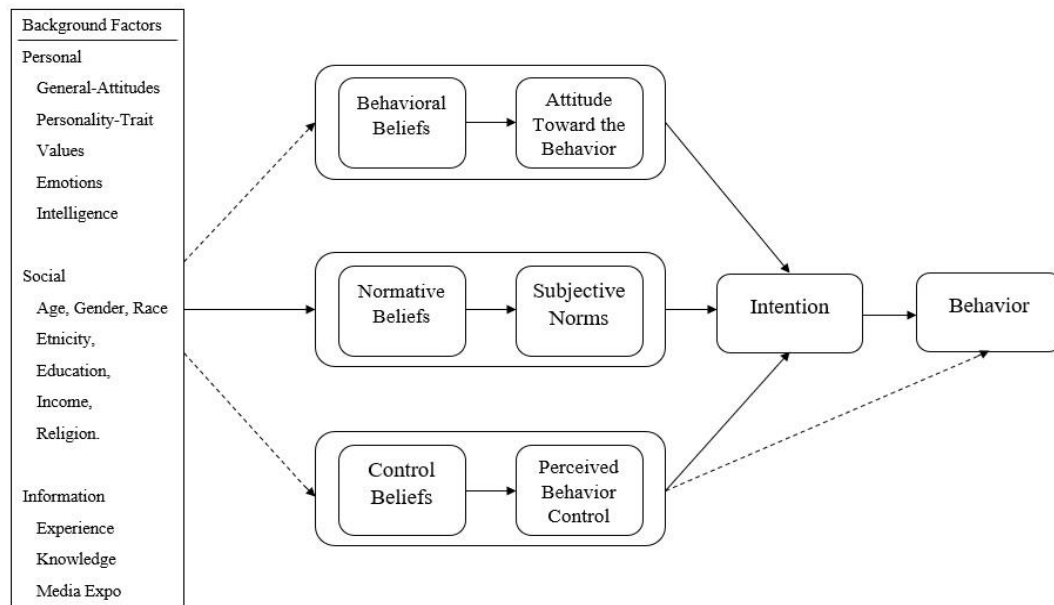 Background Factors
Personal
General-Attitudes
Personality-Trait
Values
Emotions
Intelligence
Social
Age, Gender, Race
Etnicity,
Education,
Income,
Religion.
Information
Experience
Knowledge
Media Expo
Behavioral
Beliefs
Attitude
Toward the
Behavior
Normative
Beliefs
Subjective
Norms
Control
Beliefs
Perceived
Behavior
Control
Intention
Behavior